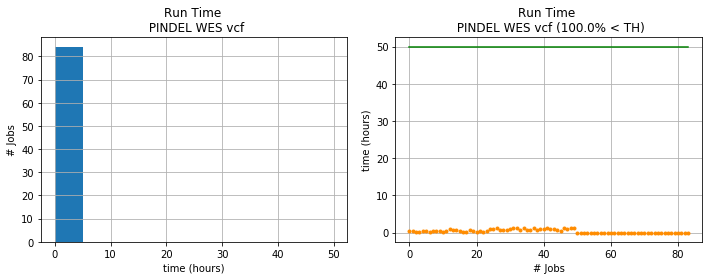 Run Time
PINDEL WES vcf
# Jobs
80
70
60
50
40
30
20
10
0
0 10 20 30 40 50
time (hours)
Run Time
PINDEL WES vcf (100.0% < TH)
time (hours)
50
40
30
20
10
0
0 20 40 60 80
# Jobs